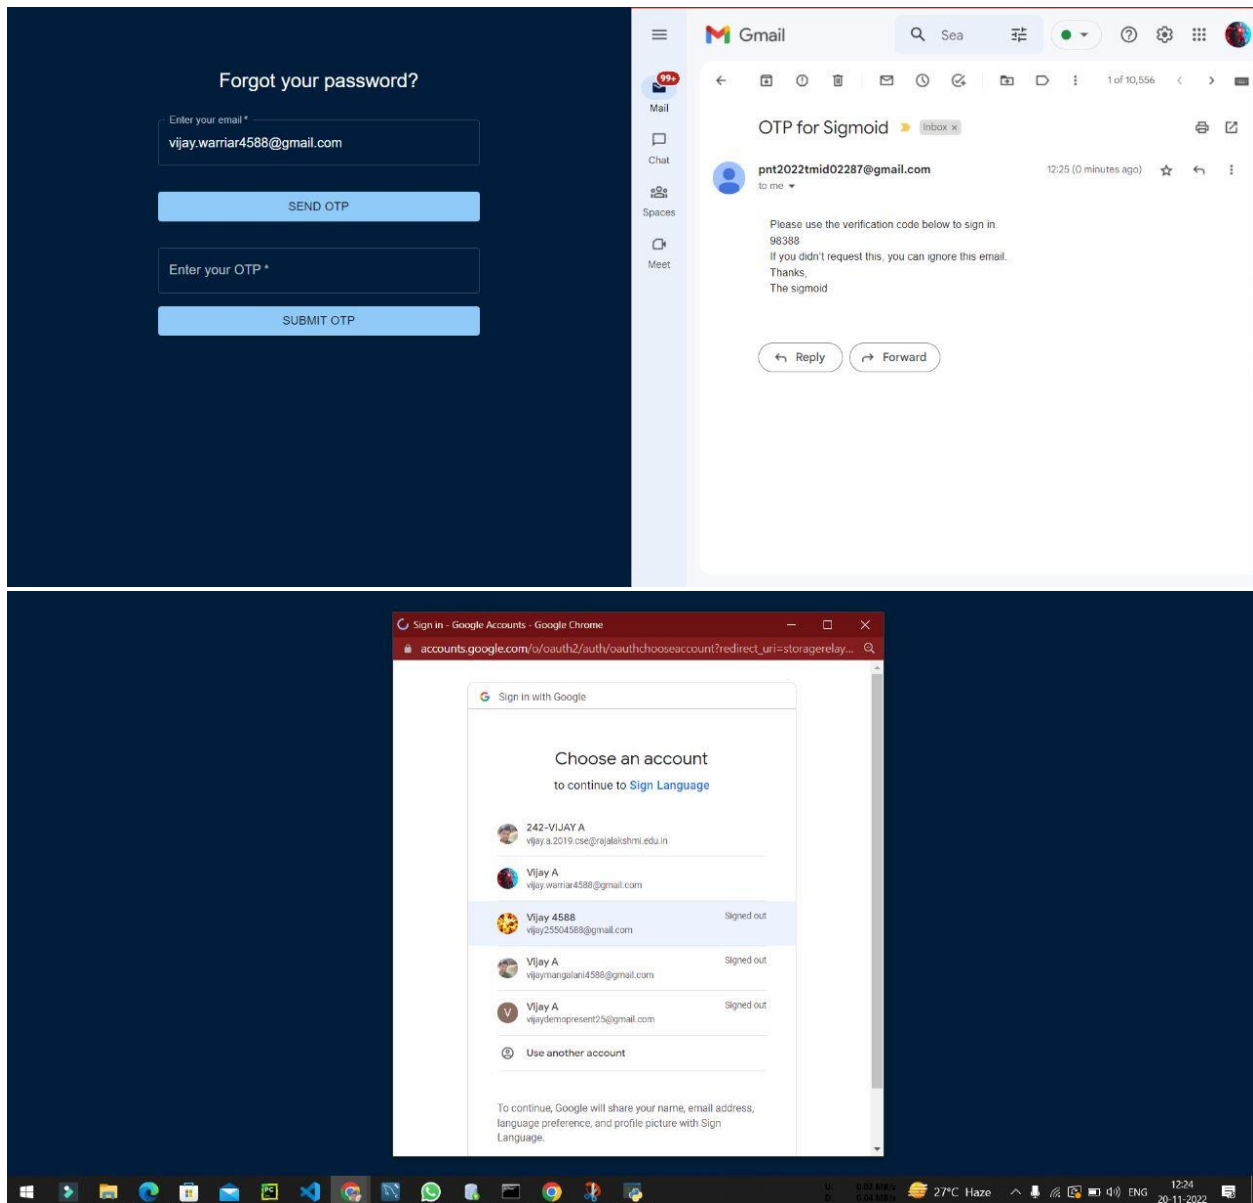 Forgot your password?
Enter your email *
vijay.warriar4588@gmail.com
SEND OTP
Enter your OTP *
SUBMIT OTP
Gmail
Sea
99+
Mail
Chat
Spaces
Meet
1 of 10,556
OTP for Sigmoid Inbox x
pnt2022tmid02287@gmail.com 12:25 (0 minutes ago)
to me
Please use the verification code below to sign in.
98388
If you didn't request this, you can ignore this email.
Thanks,
The sigmoid
Reply Forward
Sign in - Google Accounts - Google Chrome
accounts.google.com/o/oauth2/auth/oauthchooseaccount?redirect_uri=storagerelay...
G Sign in with Google
Choose an account
to continue to Sign Language
242-VIJAY A
vijay.a.2019.cse@rajalakshmi.edu.in
Vijay A
vijay.warriar4588@gmail.com
Vijay 4588 Signed out
vijay25504588@gmail.com
Vijay A Signed out
vijaymangalani4588@gmail.com
V Vijay A Signed out
vijaydemopresent25@gmail.com
Use another account
To continue, Google will share your name, email address,
language preference, and profile picture with Sign
Language.
PC
27°C Haze ENG 12:24
20-11-2022